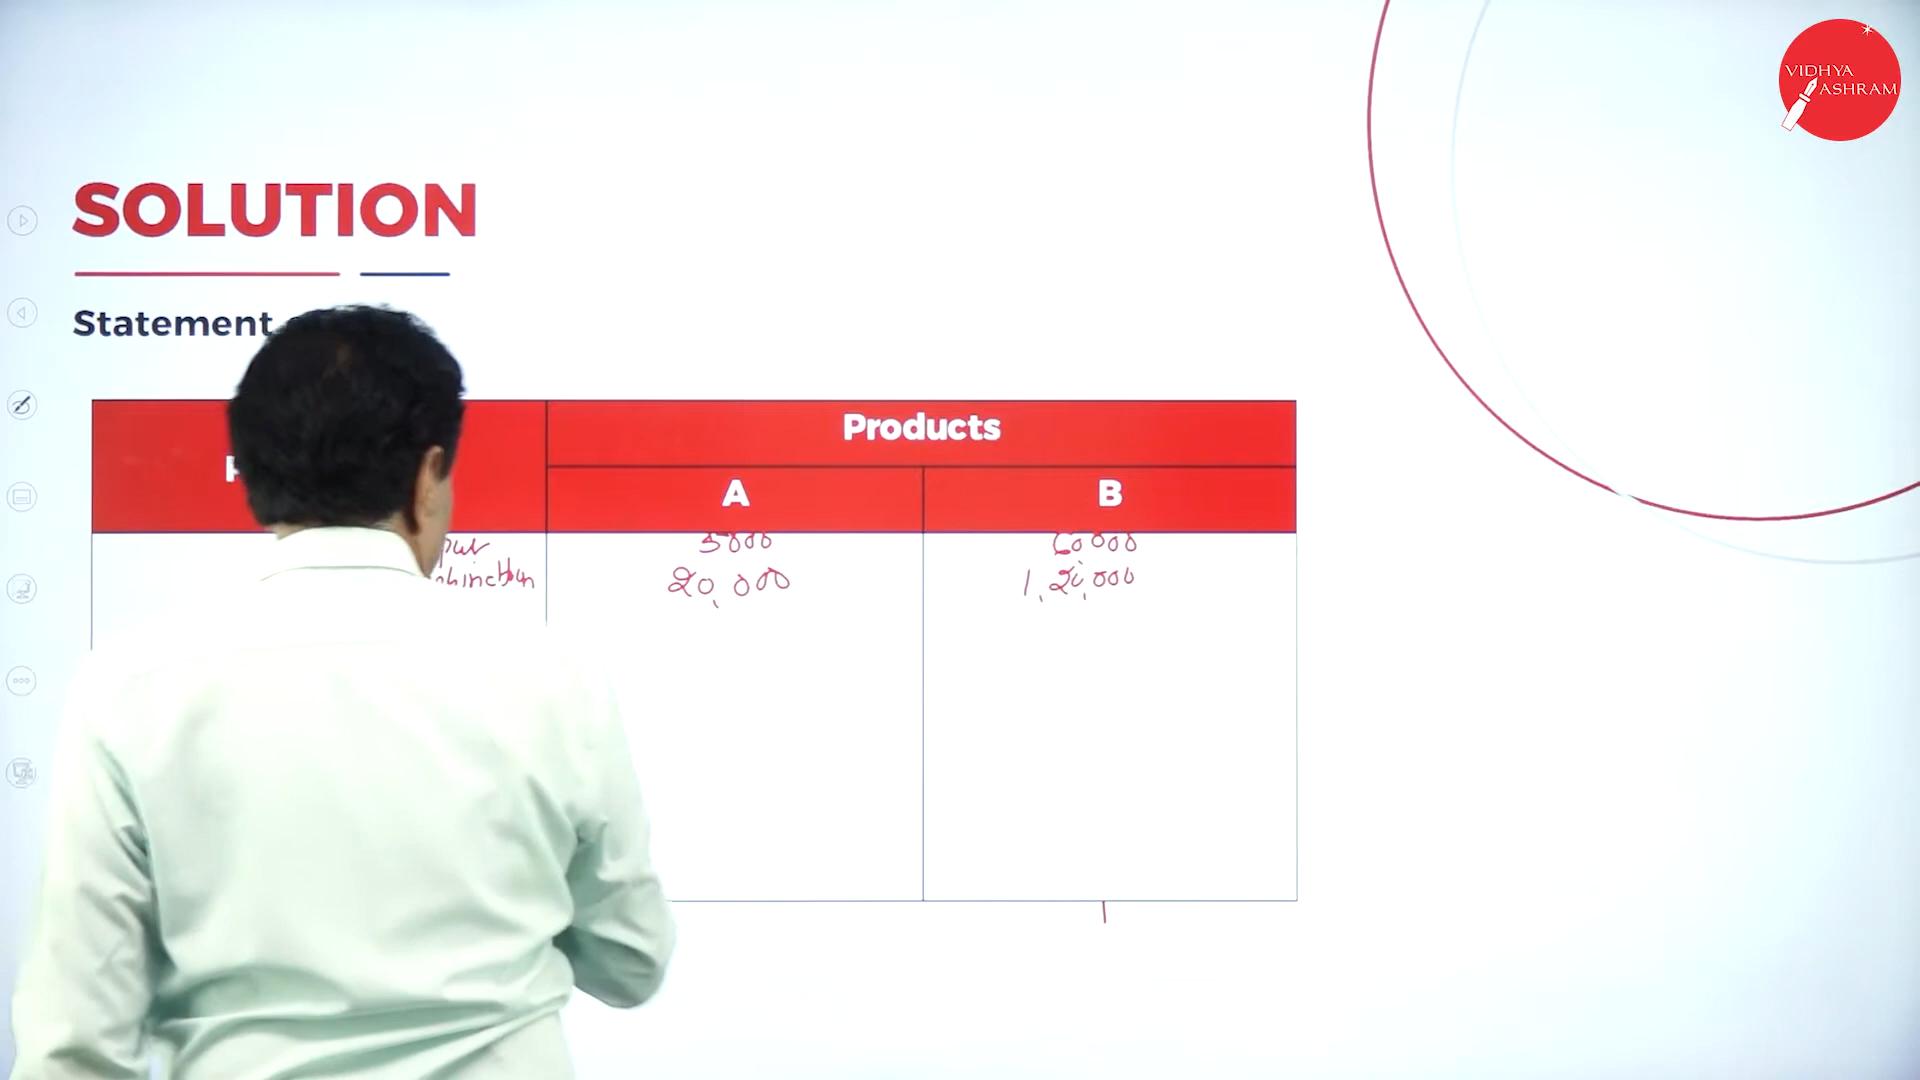 VIDHYA
ASHRAM
SOLUTION
Statement
Products
A
B
5000
60000
20,000
1,20,000